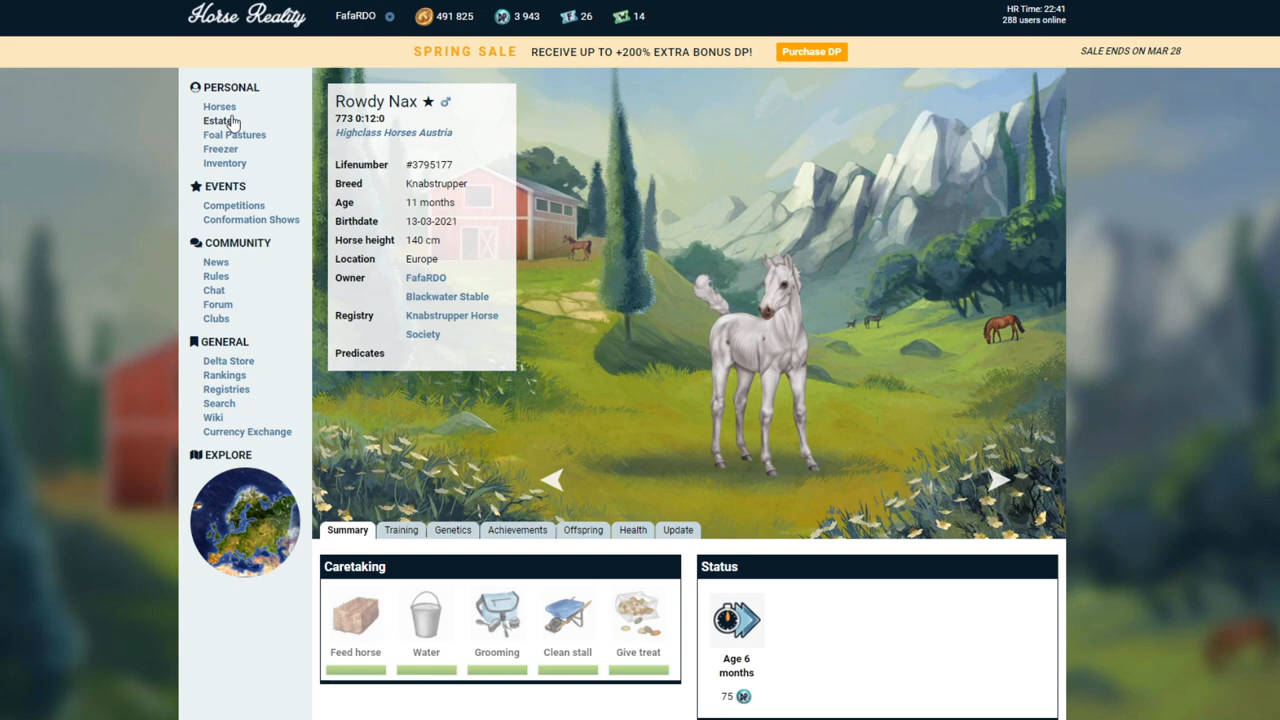 Horse Reality
FafaRDO
491 825
3 943
26
14
HR Time: 22:41
288 users online
SPRING SALE RECEIVE UP TO +200% EXTRA BONUS DP! Purchase DP
SALE ENDS ON MAR 28
PERSONAL
Horses
Estate
Foal Pastures
Freezer
Inventory
EVENTS
Competitions
Conformation Shows
COMMUNITY
News
Rules
Chat
Forum
Clubs
GENERAL
Delta Store
Rankings
Registries
Search
Wiki
Currency Exchange
EXPLORE
Rowdy Nax ★ ♂
773 0:12:0
Highclass Horses Austria
Lifenumber #3795177
Breed Knabstrupper
Age 11 months
Birthdate 13-03-2021
Horse height 140 cm
Location Europe
Owner FafaRDO
Blackwater Stable
Registry Knabstrupper Horse
Society
Predicates
Summary Training Genetics Achievements Offspring Health Update
Caretaking
Feed horse Water Grooming Clean stall Give treat
Status
Age 6
months
75 DP